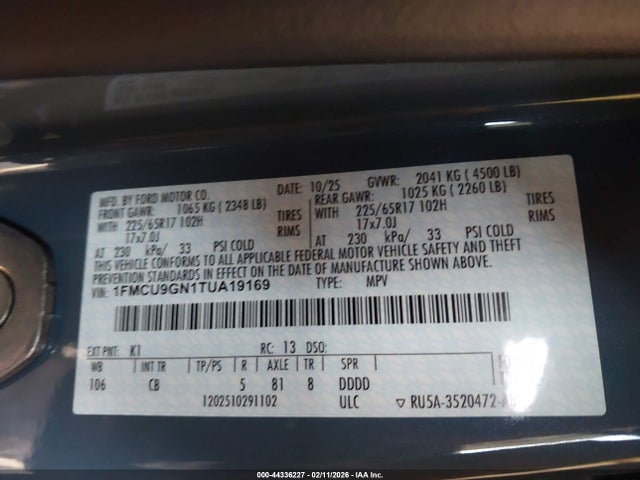 MFD. BY FORD MOTOR CO.
DATE: 10/25 GVWR: 2041 KG ( 4500 LB)
FRONT GAWR: 1065 KG ( 2348 LB)
REAR GAWR: 1025 KG ( 2260 LB)
WITH 225/65R17 102H TIRES
WITH 225/65R17 102H TIRES
17x7.0J RIMS
17x7.0J RIMS
AT 230 kPa/ 33 PSI COLD
AT 230 kPa/ 33 PSI COLD
THIS VEHICLE CONFORMS TO ALL APPLICABLE FEDERAL MOTOR VEHICLE SAFETY AND THEFT
PREVENTION STANDARDS IN EFFECT ON THE DATE OF MANUFACTURE SHOWN ABOVE.
VIN: 1FMCU9GN1TUA19169 TYPE: MPV
EXT PNT: K1 RC: 13 DSO:
WB INT TR TP/PS R AXLE TR SPR
106 CB 5 81 8 DDDD
1202510291102 ULC ▽ RU5A-3520472-AB
000-44336227 - 02/11/2026 - IAA Inc.